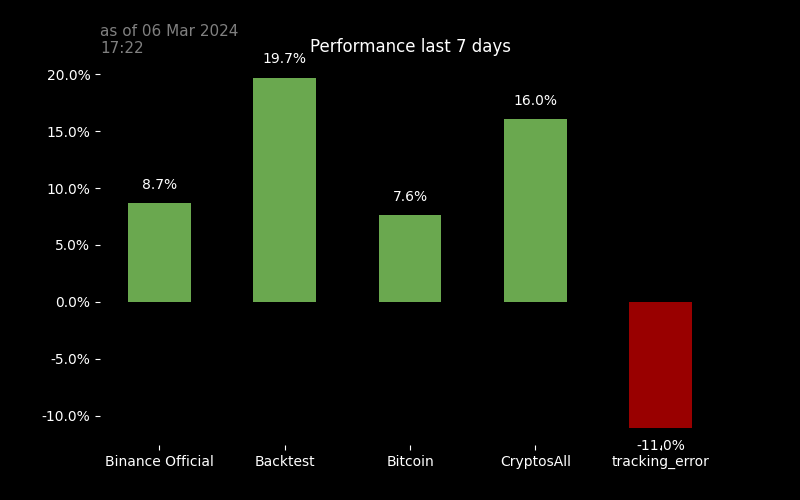 as of 06 Mar 2024
17:22
Performance last 7 days
20.0%
15.0%
10.0%
5.0%
0.0%
-5.0%
-10.0%
8.7%
19.7%
7.6%
16.0%
-11.0%
Binance Official
Backtest
Bitcoin
CryptosAll
tracking_error